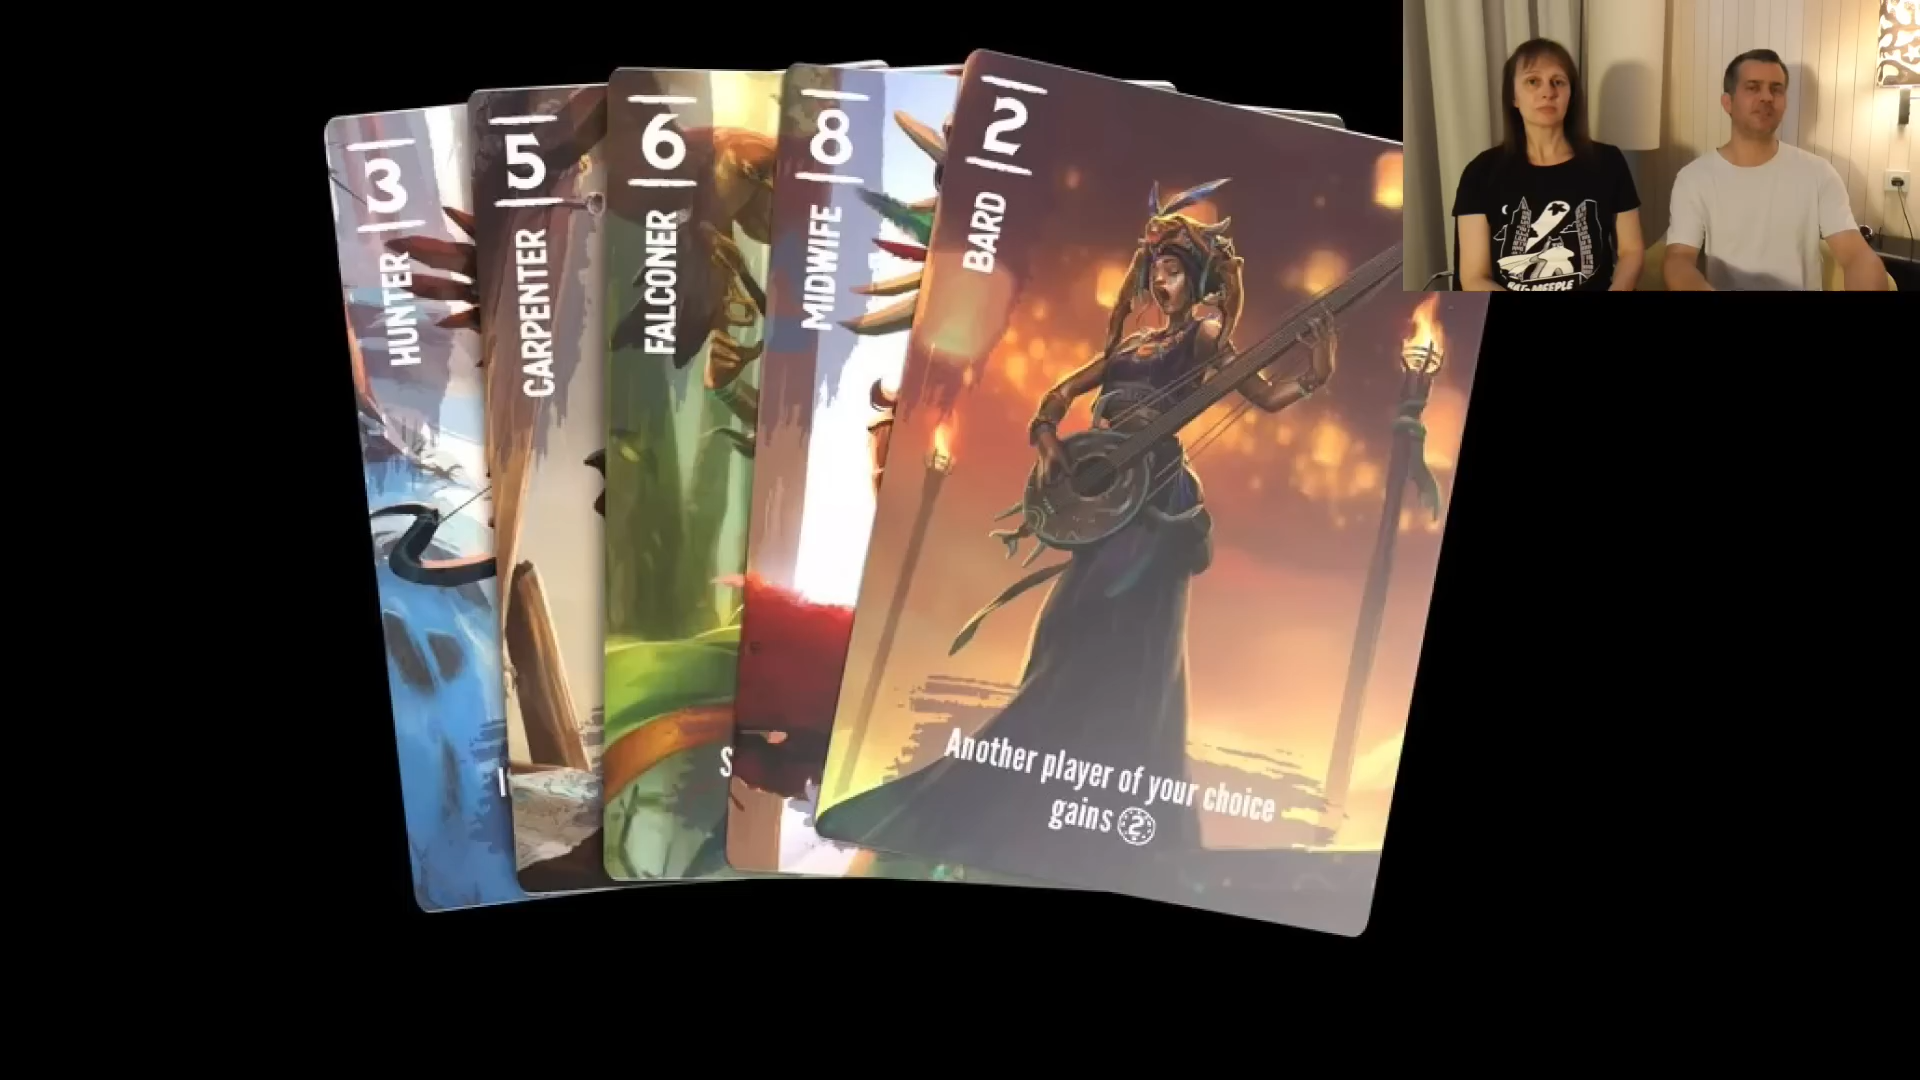 3
HUNTER
5
CARPENTER
6
FALCONER
8
MIDWIFE
2
BARD
Another player of your choice
gains 2